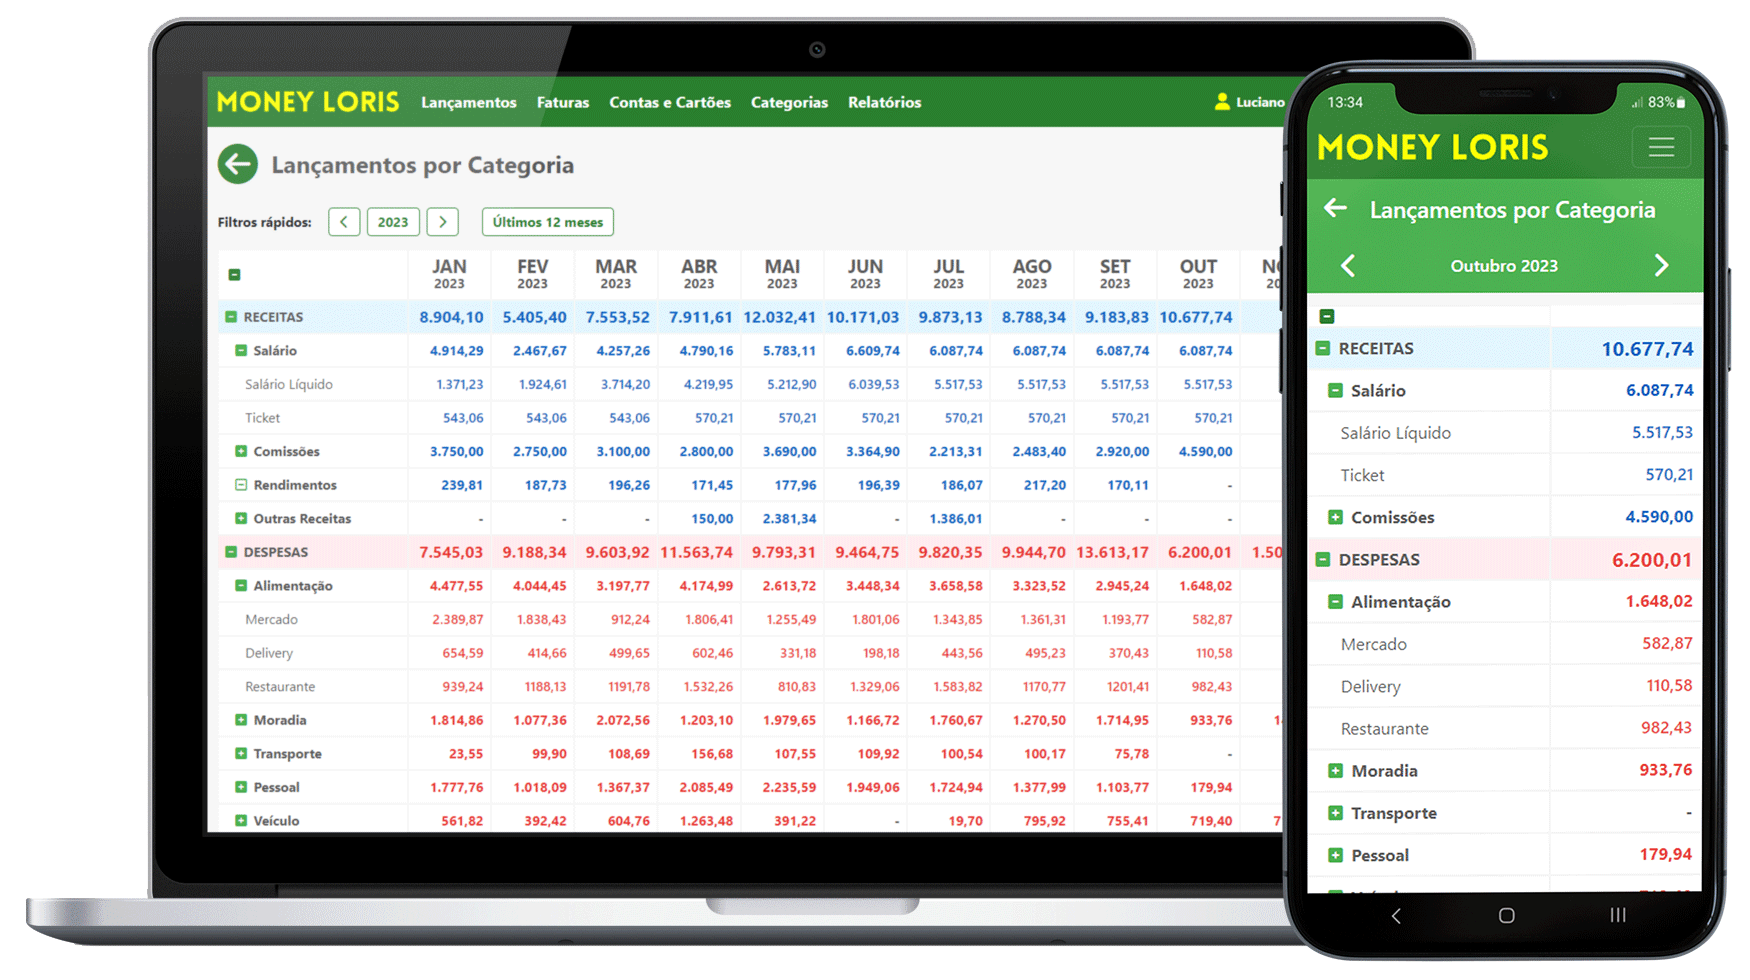 MONEY LORIS Lançamentos Faturas Contas e Cartões Categorias Relatórios Luciano
Lançamentos por Categoria
Filtros rápidos: 2023 Últimos 12 meses
JAN FEV MAR ABR MAI JUN JUL AGO SET OUT
2023 2023 2023 2023 2023 2023 2023 2023 2023 2023
RECEITAS 8.904,10 5.405,40 7.553,52 7.911,61 12.032,41 10.171,03 9.873,13 8.788,34 9.183,83 10.677,74
Salário 4.914,29 2.467,67 4.257,26 4.790,16 5.783,11 6.609,74 6.087,74 6.087,74 6.087,74 6.087,74
Salário Líquido 1.371,23 1.924,61 3.714,20 4.219,95 5.212,90 6.039,53 5.517,53 5.517,53 5.517,53 5.517,53
Ticket 543,06 543,06 543,06 570,21 570,21 570,21 570,21 570,21 570,21 570,21
Comissões 3.750,00 2.750,00 3.100,00 2.800,00 3.690,00 3.364,90 2.213,31 2.483,40 2.920,00 4.590,00
Rendimentos 239,81 187,73 196,26 171,45 177,96 196,39 186,07 217,20 170,11 -
Outras Receitas - - - 150,00 2.381,34 - 1.386,01 - - -
DESPESAS 7.545,03 9.188,34 9.603,92 11.563,74 9.793,31 9.464,75 9.820,35 9.944,70 13.613,17 6.200,01 1.50
Alimentação 4.477,55 4.044,45 3.197,77 4.174,99 2.613,72 3.448,34 3.658,58 3.323,52 2.945,24 1.648,02
Mercado 2.389,87 1.838,43 912,24 1.806,41 1.255,49 1.801,06 1.343,85 1.361,31 1.193,77 582,87
Delivery 654,59 414,66 499,65 602,46 331,18 198,18 443,56 495,23 370,43 110,58
Restaurante 939,24 1188,13 1191,78 1.532,26 810,83 1.329,06 1.583,82 1170,77 1201,41 982,43
Moradia 1.814,86 1.077,36 2.072,56 1.203,10 1.979,65 1.166,72 1.760,67 1.270,50 1.714,95 933,76
Transporte 23,55 99,90 108,69 156,68 107,55 109,92 100,54 100,17 75,78 -
Pessoal 1.777,76 1.018,09 1.367,37 2.085,49 2.235,59 1.949,06 1.724,94 1.377,99 1.103,77 179,94
Veículo 561,82 392,42 604,76 1.263,48 391,22 - 19,70 795,92 755,41 719,40 7
13:34 83%
MONEY LORIS
Lançamentos por Categoria
Outubro 2023
RECEITAS 10.677,74
Salário 6.087,74
Salário Líquido 5.517,53
Ticket 570,21
Comissões 4.590,00
DESPESAS 6.200,01
Alimentação 1.648,02
Mercado 582,87
Delivery 110,58
Restaurante 982,43
Moradia 933,76
Transporte -
Pessoal 179,94